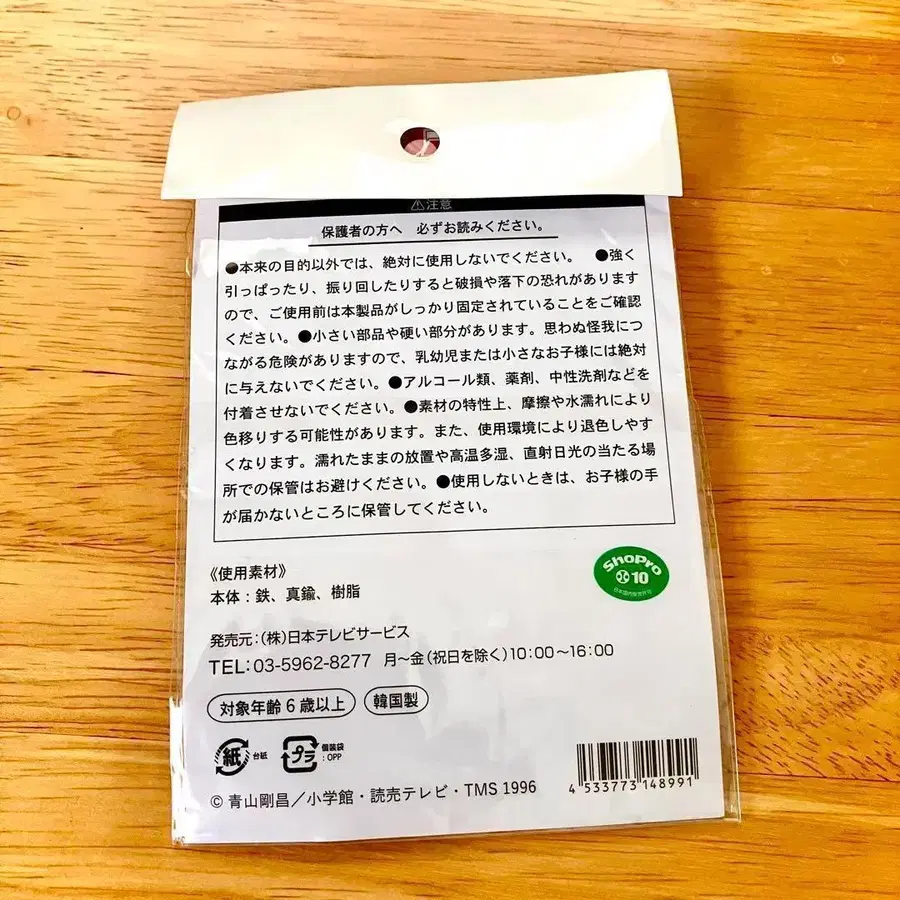 ⚠注意
保護者の方へ 必ずお読みください。
●本来の目的以外では、絶対に使用しないでください。 ●強く
引っぱったり、振り回したりすると破損や落下の恐れがあります
ので、ご使用前は本製品がしっかり固定されていることをご確認
ください。●小さい部品や硬い部分があります。思わぬ怪我につ
ながる危険がありますので、乳幼児または小さなお子様には絶対
に与えないでください。●アルコール類、薬剤、中性洗剤などを
付着させないでください。●素材の特性上、摩擦や水濡れにより
色移りする可能性があります。また、使用環境により退色しやす
くなります。濡れたままの放置や高温多湿、直射日光の当たる場
所での保管はお避けください。●使用しないときは、お子様の手
が届かないところに保管してください。
《使用素材》
本体:鉄、真鍮、樹脂
ShoPro
10
日本国内販売許可
発売元:(株)日本テレビサービス
TEL:03-5962-8277 月〜金(祝日を除く)10:00〜16:00
対象年齢6歳以上 韓国製
紙 台紙 プラ 個装袋
:OPP
4 533773 148991
© 青山剛昌/小学館・読売テレビ・TMS 1996